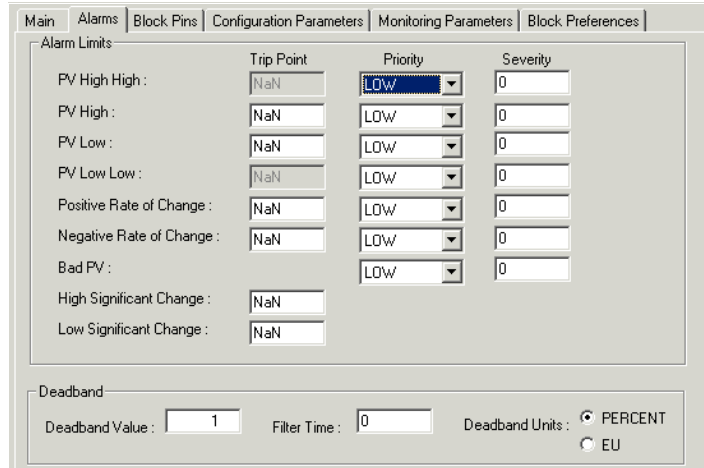 Main Alarms Block Pins Configuration Parameters Monitoring Parameters Block Preferences
Alarm Limits
Trip Point Priority Severity
PV High High : NaN LOW 0
PV High : NaN LOW 0
PV Low : NaN LOW 0
PV Low Low : NaN LOW 0
Positive Rate of Change : NaN LOW 0
Negative Rate of Change : NaN LOW 0
Bad PV : LOW 0
High Significant Change : NaN
Low Significant Change : NaN
Deadband
Deadband Value : 1 Filter Time : 0 Deadband Units : PERCENT
EU